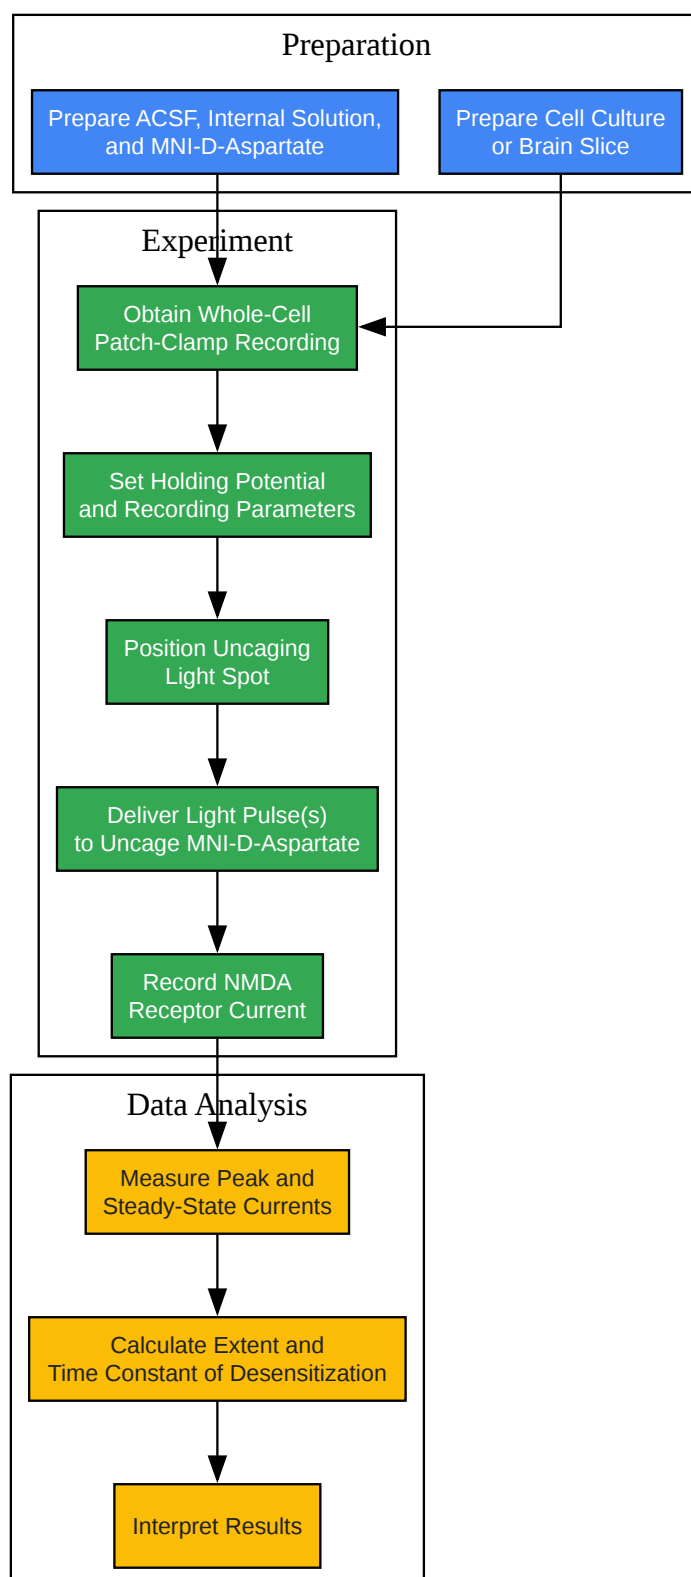 Preparation
Prepare ACSF, Internal Solution,
and MNI-D-Aspartate
Prepare Cell Culture
or Brain Slice
Experiment
Obtain Whole-Cell
Patch-Clamp Recording
Set Holding Potential
and Recording Parameters
Position Uncaging
Light Spot
Deliver Light Pulse(s)
to Uncage MNI-D-Aspartate
Record NMDA
Receptor Current
Data Analysis
Measure Peak and
Steady-State Currents
Calculate Extent and
Time Constant of Desensitization
Interpret Results